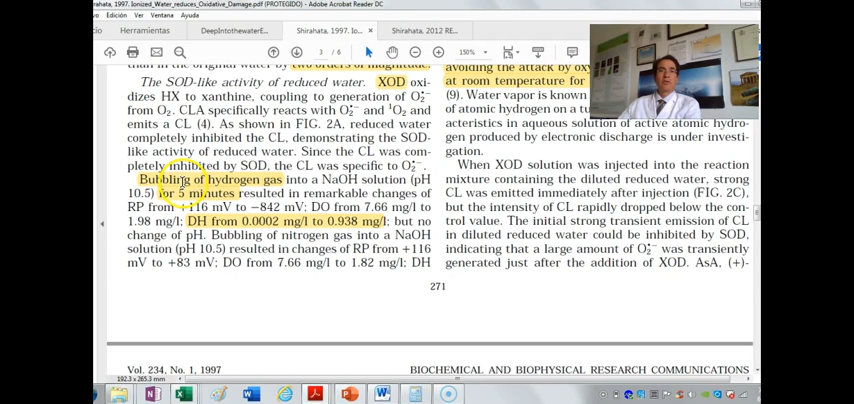 Shirahata, 1997. Ionized_Water_reduces_Oxidative_Damage.pdf (PROTEGIDO) - Adobe Acrobat Reader DC
Edición Ver Ventana Ayuda
Inicio Herramientas DeepIntothewaterE... Shirahata, 1997. Io... × Shirahata, 2012 RE...
3 / 6 150%
than in the original water by two orders of magnitude.
The SOD-like activity of reduced water. XOD oxi-
dizes HX to xanthine, coupling to generation of O2•−
from O2. CLA specifically reacts with O2•− and 1O2 and
emits a CL (4). As shown in FIG. 2A, reduced water
completely inhibited the CL, demonstrating the SOD-
like activity of reduced water. Since the CL was com-
pletely inhibited by SOD, the CL was specific to O2•−.
Bubbling of hydrogen gas into a NaOH solution (pH
10.5) for 5 minutes resulted in remarkable changes of
RP from +116 mV to −842 mV; DO from 7.66 mg/l to
1.98 mg/l; DH from 0.0002 mg/l to 0.938 mg/l; but no
change of pH. Bubbling of nitrogen gas into a NaOH
solution (pH 10.5) resulted in changes of RP from +116
mV to +83 mV; DO from 7.66 mg/l to 1.82 mg/l; DH
avoiding the attack by
at room temperature for
(9). Water vapor is known
of atomic hydrogen on a
acteristics in aqueous solution of active atomic hydro-
gen produced by electronic discharge is under investi-
gation.
When XOD solution was injected into the reaction
mixture containing the diluted reduced water, strong
CL was emitted immediately after injection (FIG. 2C),
but the intensity of CL rapidly dropped below the con-
trol value. The initial strong transient emission of CL
in diluted reduced water could be inhibited by SOD,
indicating that a large amount of O2•− was transiently
generated just after the addition of XOD. AsA, (+)-
271
Vol. 234, No. 1, 1997 BIOCHEMICAL AND BIOPHYSICAL RESEARCH COMMUNICATIONS
192.3 x 265.3 mm